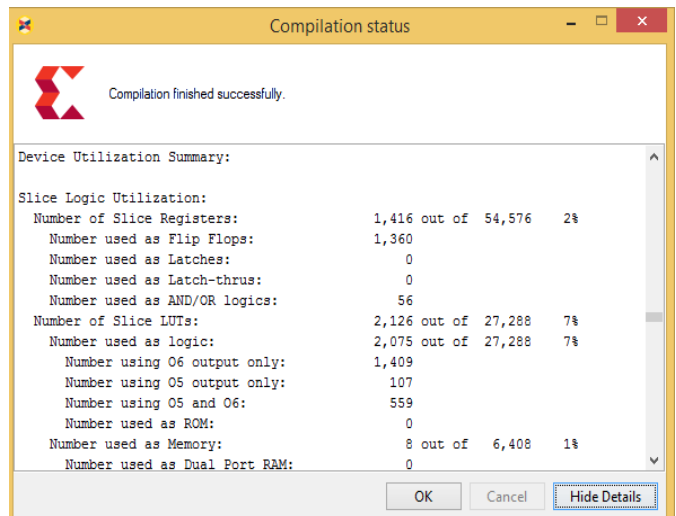 Compilation status
Compilation finished successfully.
Device Utilization Summary:
Slice Logic Utilization:
Number of Slice Registers: 1,416 out of 54,576 2%
Number used as Flip Flops: 1,360
Number used as Latches: 0
Number used as Latch-thrus: 0
Number used as AND/OR logics: 56
Number of Slice LUTs: 2,126 out of 27,288 7%
Number used as logic: 2,075 out of 27,288 7%
Number using O6 output only: 1,409
Number using O5 output only: 107
Number using O5 and O6: 559
Number used as ROM: 0
Number used as Memory: 8 out of 6,408 1%
Number used as Dual Port RAM: 0
OK Cancel Hide Details